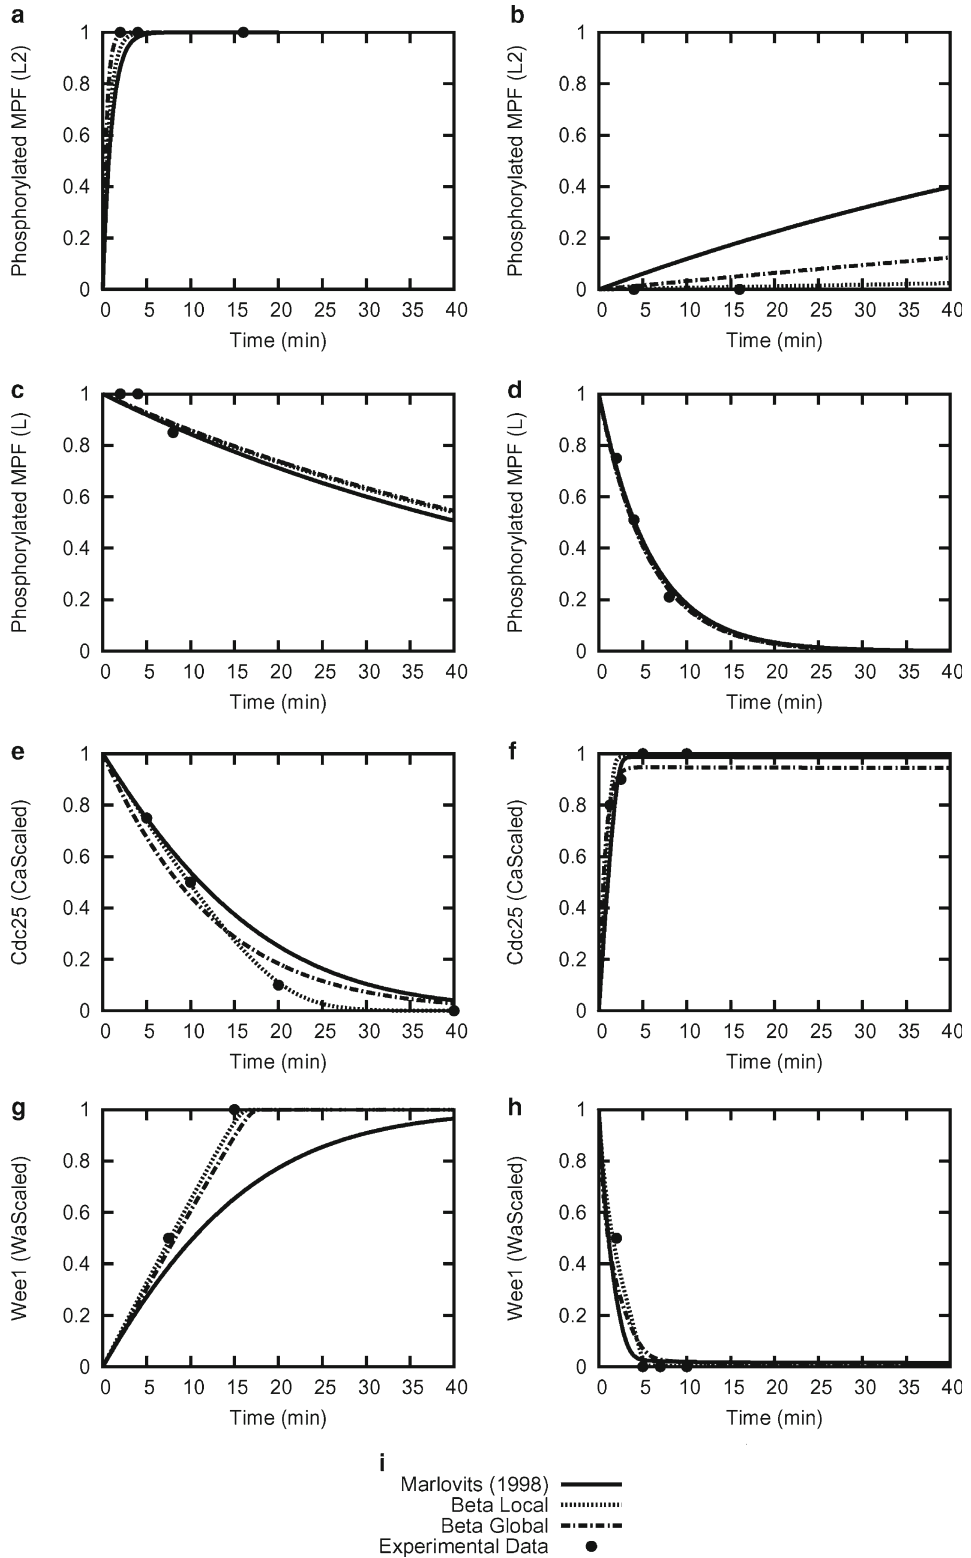 a
Phosphorylated MPF (L2)
1
0.8
0.6
0.4
0.2
0
0 5 10 15 20 25 30 35 40
Time (min)
b
Phosphorylated MPF (L2)
1
0.8
0.6
0.4
0.2
0
0 5 10 15 20 25 30 35 40
Time (min)
c
Phosphorylated MPF (L)
1
0.8
0.6
0.4
0.2
0
0 5 10 15 20 25 30 35 40
Time (min)
d
Phosphorylated MPF (L)
1
0.8
0.6
0.4
0.2
0
0 5 10 15 20 25 30 35 40
Time (min)
e
Cdc25 (CaScaled)
1
0.8
0.6
0.4
0.2
0
0 5 10 15 20 25 30 35 40
Time (min)
f
Cdc25 (CaScaled)
1
0.8
0.6
0.4
0.2
0
0 5 10 15 20 25 30 35 40
Time (min)
g
Wee1 (WaScaled)
1
0.8
0.6
0.4
0.2
0
0 5 10 15 20 25 30 35 40
Time (min)
h
Wee1 (WaScaled)
1
0.8
0.6
0.4
0.2
0
0 5 10 15 20 25 30 35 40
Time (min)
i
Marlovits (1998)
Beta Local
Beta Global
Experimental Data